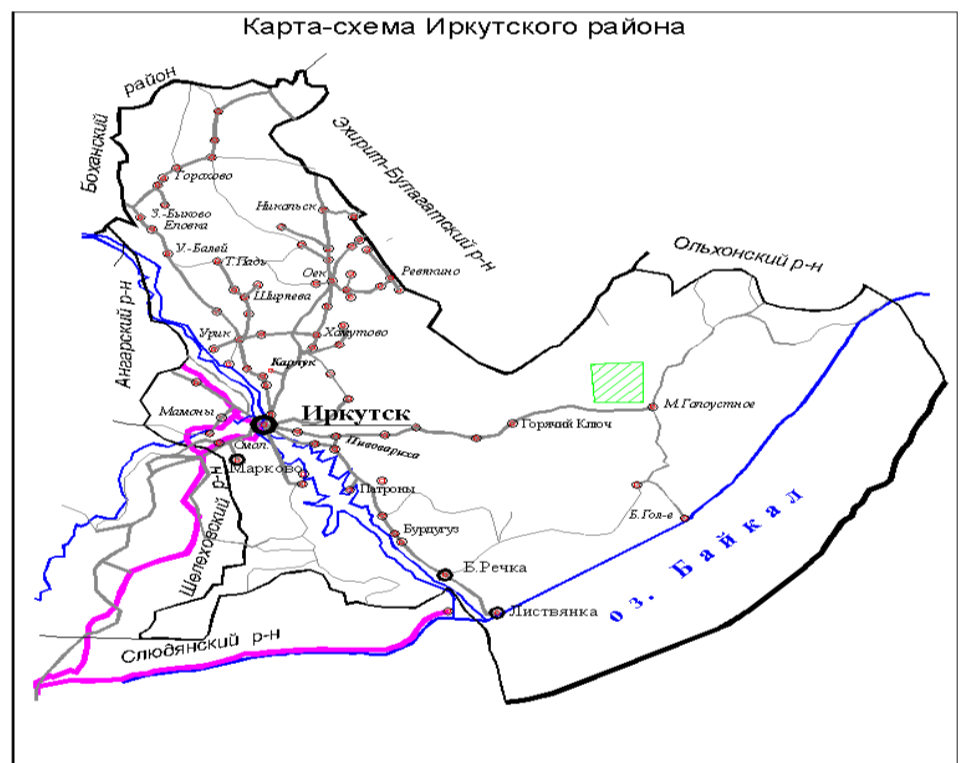 Карта-схема Иркутского района
Боханский район
Эхирит-Булагатский р-н
Ольхонский р-н
Ангарский р-н
Горохово
З.-Быково
Еловка
Никольск
У.-Балей
Т.Падь
Оек
Ревякино
Ширяева
Урик
Хомутово
Карлук
Мамоны
Иркутск
М.Голоустное
Горячий Ключ
Пивовариха
Смол.
Марково
Патроны
Б.Гол-е
Бурдугуз
Шелеховский р-н
Б.Речка
Листвянка
оз. Байкал
Слюдянский р-н